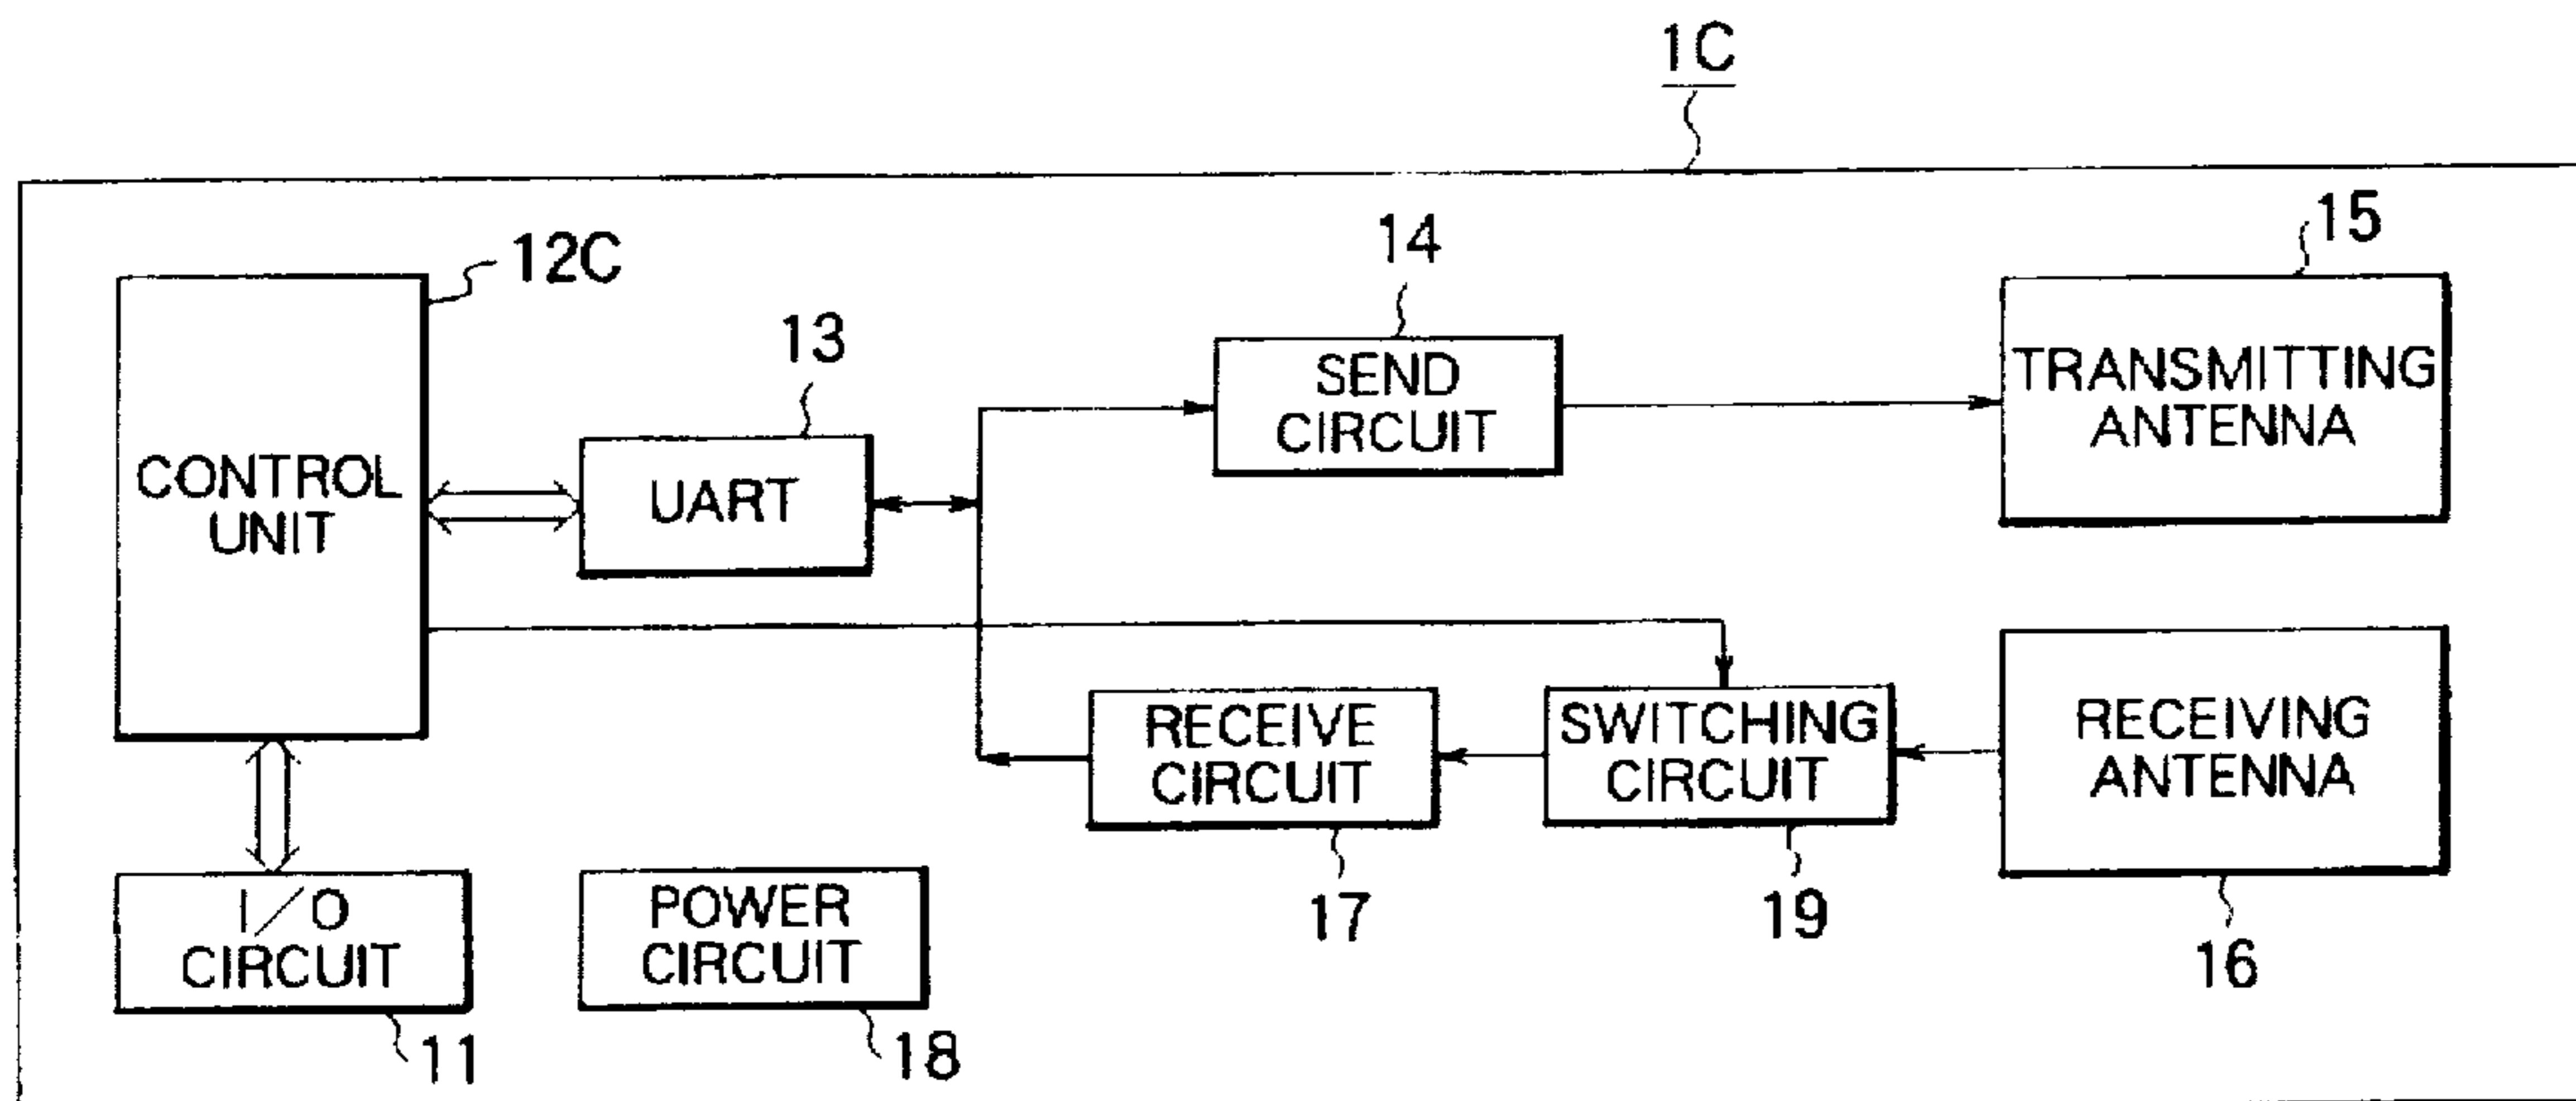 1C
12C
CONTROL
UNIT
13
UART
14
SEND
CIRCUIT
15
TRANSMITTING
ANTENNA
RECEIVE
CIRCUIT
17
SWITCHING
CIRCUIT
19
RECEIVING
ANTENNA
16
I/O
CIRCUIT
11
POWER
CIRCUIT
18